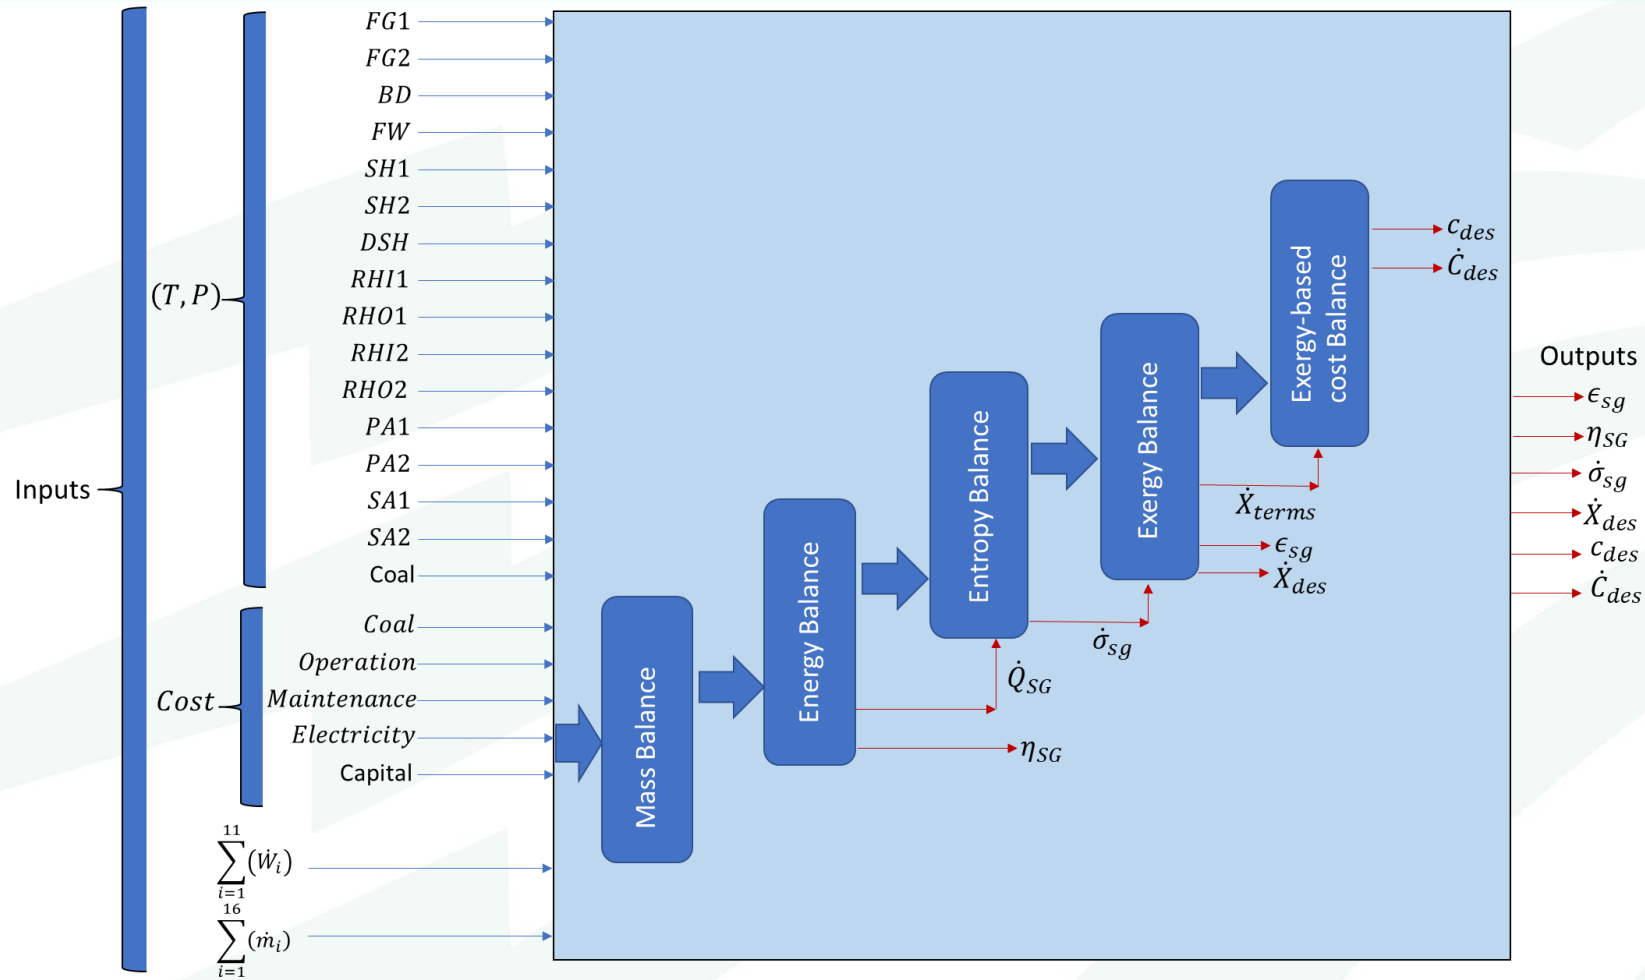 Inputs
(T, P)
FG1
FG2
BD
FW
SH1
SH2
DSH
RHI1
RHO1
RHI2
RHO2
PA1
PA2
SA1
SA2
Coal
Cost
Coal
Operation
Maintenance
Electricity
Capital
11
∑(Ẇᵢ)
i=1
16
∑(ṁᵢ)
i=1
Mass Balance
Energy Balance
Q̇_SG
η_SG
Entropy Balance
σ̇_sg
Exergy Balance
Ẋ_terms
ϵ_sg
Ẋ_des
Exergy-based
cost Balance
c_des
Ċ_des
Outputs
ϵ_sg
η_SG
σ̇_sg
Ẋ_des
c_des
Ċ_des